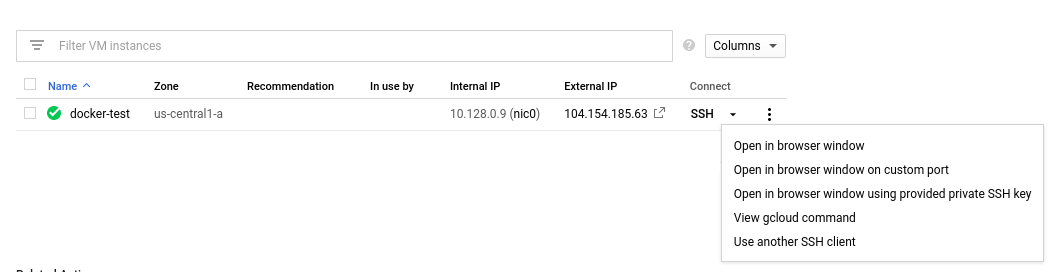 Filter VM instances
Columns
Name Zone Recommendation In use by Internal IP External IP Connect
docker-test us-central1-a 10.128.0.9 (nic0) 104.154.185.63 SSH
Open in browser window
Open in browser window on custom port
Open in browser window using provided private SSH key
View gcloud command
Use another SSH client